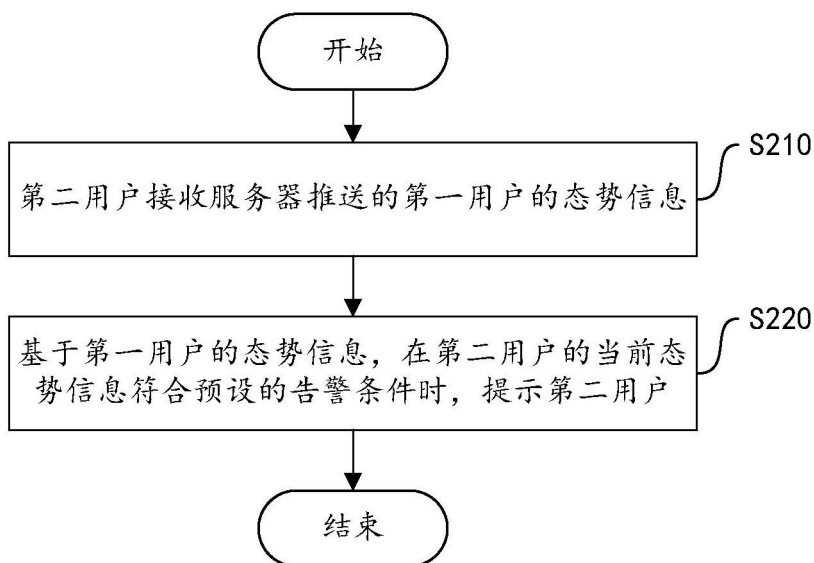 开始
S210
第二用户接收服务器推送的第一用户的态势信息
S220
基于第一用户的态势信息，在第二用户的当前态
势信息符合预设的告警条件时，提示第二用户
结束